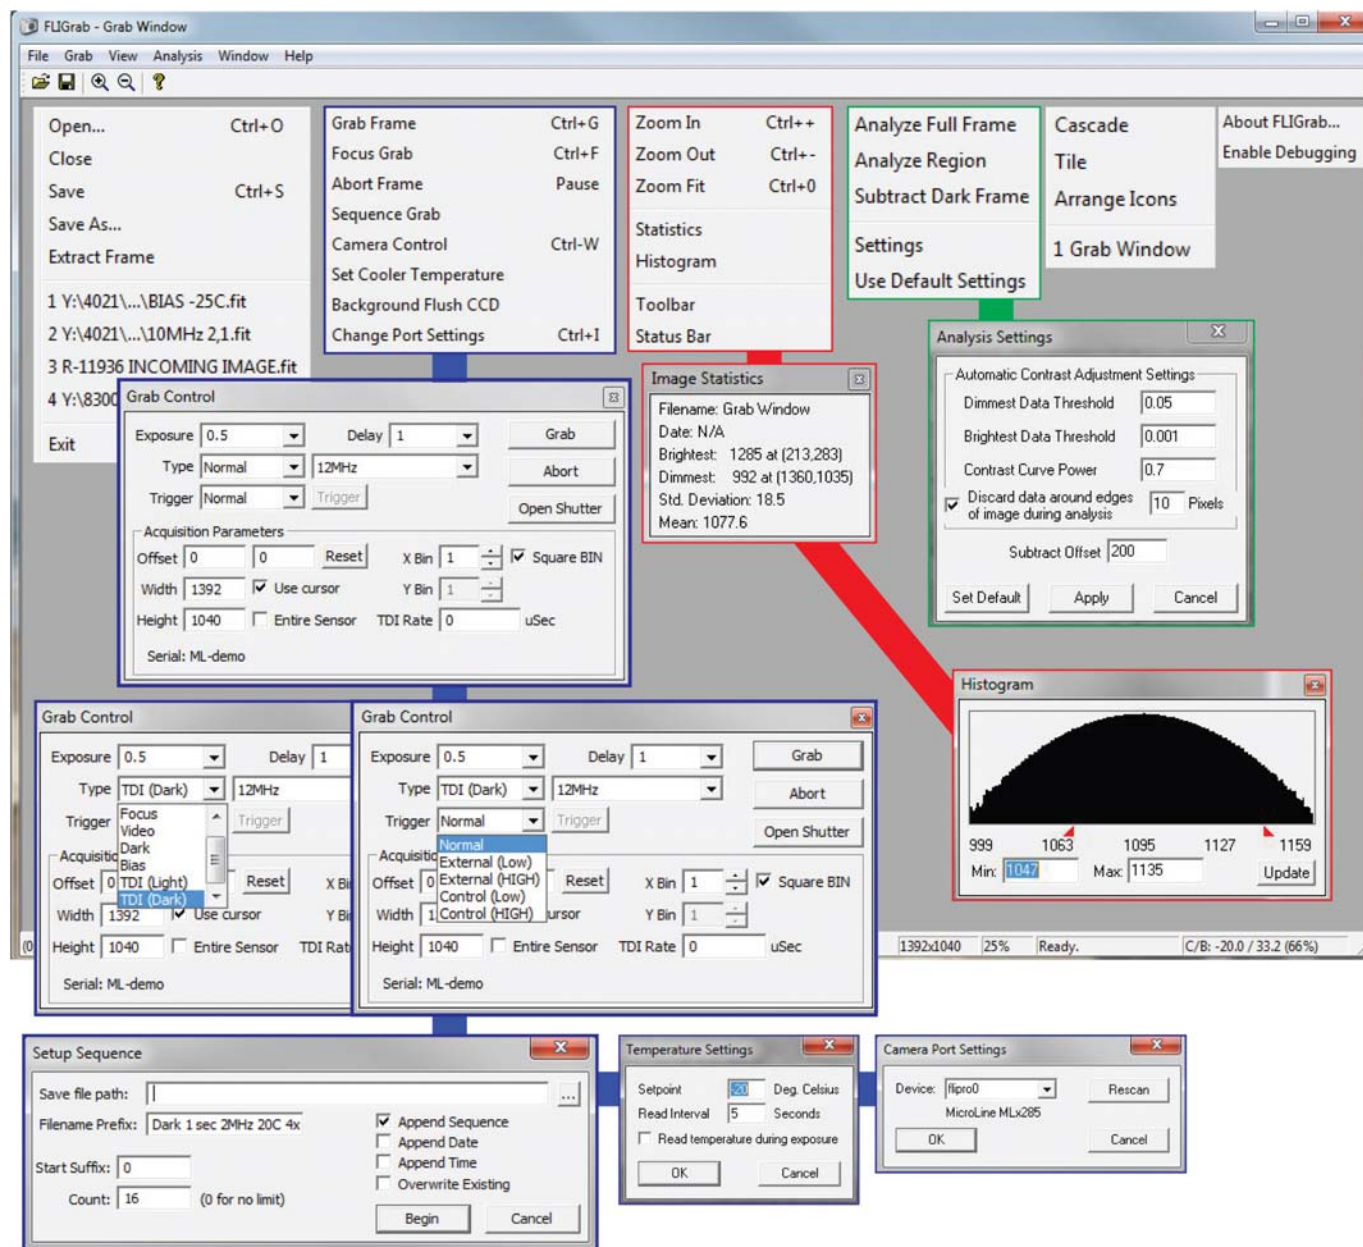 FLIGrab - Grab Window
File Grab View Analysis Window Help
Open... Ctrl+O
Close
Save Ctrl+S
Save As...
Extract Frame
1 Y:\4021\...\BIAS -25C.fit
2 Y:\4021\...\10MHz 2,1.fit
3 R-11936 INCOMING IMAGE.fit
4 Y:\8300
Exit
Grab Frame Ctrl+G
Focus Grab Ctrl+F
Abort Frame Pause
Sequence Grab
Camera Control Ctrl-W
Set Cooler Temperature
Background Flush CCD
Change Port Settings Ctrl+I
Zoom In Ctrl++
Zoom Out Ctrl+-
Zoom Fit Ctrl+0
Statistics
Histogram
Toolbar
Status Bar
Analyze Full Frame
Analyze Region
Subtract Dark Frame
Settings
Use Default Settings
Cascade
Tile
Arrange Icons
1 Grab Window
About FLIGrab...
Enable Debugging
Grab Control
Exposure 0.5 Delay 1 Grab
Type Normal 12MHz Abort
Trigger Normal Trigger Open Shutter
Acquisition Parameters
Offset 0 0 Reset X Bin 1 Square BIN
Width 1392 Use cursor Y Bin 1
Height 1040 Entire Sensor TDI Rate 0 uSec
Serial: ML-demo
Image Statistics
Filename: Grab Window
Date: N/A
Brightest: 1285 at (213,283)
Dimmest: 992 at (1360,1035)
Std. Deviation: 18.5
Mean: 1077.6
Analysis Settings
Automatic Contrast Adjustment Settings
Dimmest Data Threshold 0.05
Brightest Data Threshold 0.001
Contrast Curve Power 0.7
Discard data around edges
of image during analysis 10 Pixels
Subtract Offset 200
Set Default Apply Cancel
Histogram
999 1063 1095 1127 1159
Min: 1047 Max: 1135 Update
Grab Control
Exposure 0.5 Delay 1
Type TDI (Dark) 12MHz
Trigger Trigger
Focus
Video
Dark
Bias
TDI (Light)
TDI (Dark)
Offset 0 Reset
Width 1392 Use cursor Y Bin
Height 1040 Entire Sensor
Serial: ML-demo
Grab Control
Exposure 0.5 Delay 1 Grab
Type TDI (Dark) 12MHz Abort
Trigger Normal Trigger Open Shutter
Normal
External (Low)
External (HIGH)
Control (Low)
Control (HIGH)
Offset 0 Reset X Bin 1 Square BIN
Width Y Bin 1
Height 1040 Entire Sensor TDI Rate 0 uSec
Serial: ML-demo
1392x1040 25% Ready. C/B: -20.0 / 33.2 (66%)
Setup Sequence
Save file path: ...
Filename Prefix: Dark 1 sec 2MHz 20C 4x
Append Sequence
Append Date
Append Time
Overwrite Existing
Start Suffix: 0
Count: 16 (0 for no limit)
Begin Cancel
Temperature Settings
Setpoint -20 Deg. Celsius
Read Interval 5 Seconds
Read temperature during exposure
OK Cancel
Camera Port Settings
Device: flipro0 Rescan
MicroLine MLx285
OK Cancel